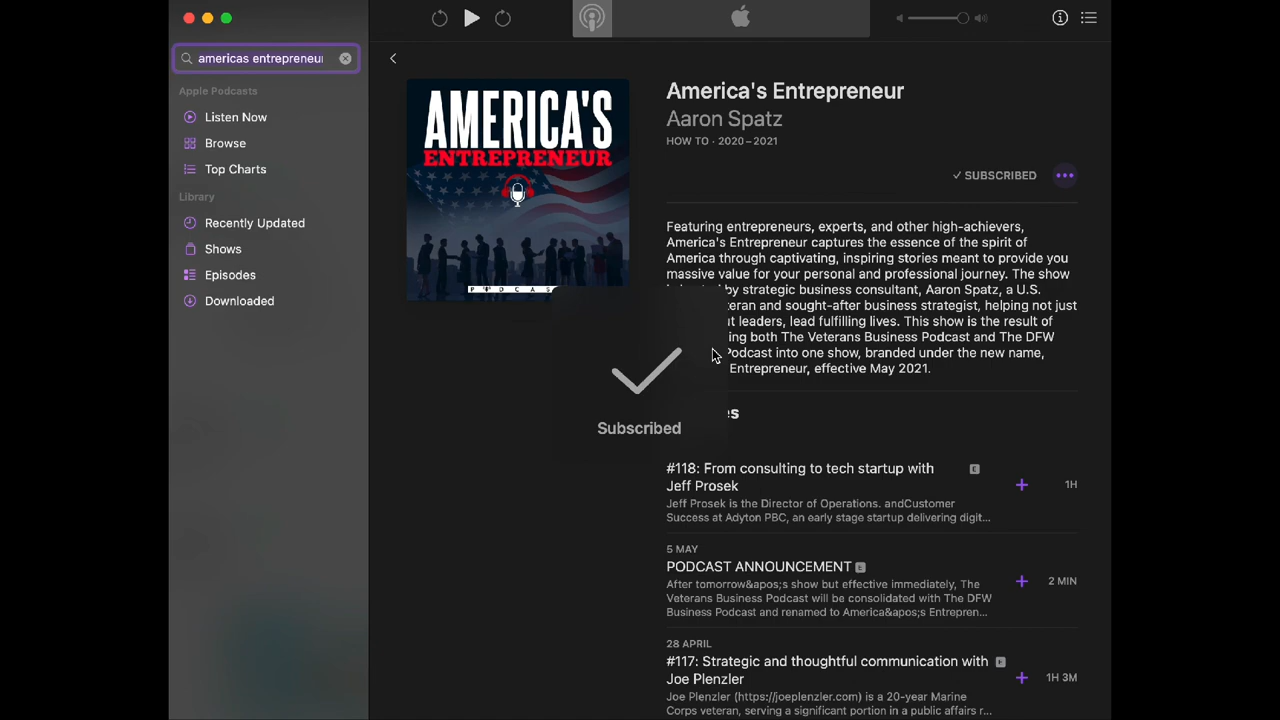 americas entrepreneur
Apple Podcasts
Listen Now
Browse
Top Charts
Library
Recently Updated
Shows
Episodes
Downloaded
AMERICA'S
ENTREPRENEUR
America's Entrepreneur
Aaron Spatz
HOW TO · 2020–2021
✓ SUBSCRIBED
Featuring entrepreneurs, experts, and other high-achievers,
America's Entrepreneur captures the essence of the spirit of
America through captivating, inspiring stories meant to provide you
massive value for your personal and professional journey. The show
by strategic business consultant, Aaron Spatz, a U.S.
and sought-after business strategist, helping not just
leaders, lead fulfilling lives. This show is the result of
both The Veterans Business Podcast and The DFW
Podcast into one show, branded under the new name,
Entrepreneur, effective May 2021.
Subscribed
#118: From consulting to tech startup with E
Jeff Prosek
Jeff Prosek is the Director of Operations. andCustomer
Success at Adyton PBC, an early stage startup delivering digit...
1H
5 MAY
PODCAST ANNOUNCEMENT E
After tomorrow&apos;s show but effective immediately, The
Veterans Business Podcast will be consolidated with The DFW
Business Podcast and renamed to America&apos;s Entrepren...
2 MIN
28 APRIL
#117: Strategic and thoughtful communication with E
Joe Plenzler
Joe Plenzler (https://joeplenzler.com) is a 20-year Marine
Corps veteran, serving a significant portion in a public affairs r...
1H 3M